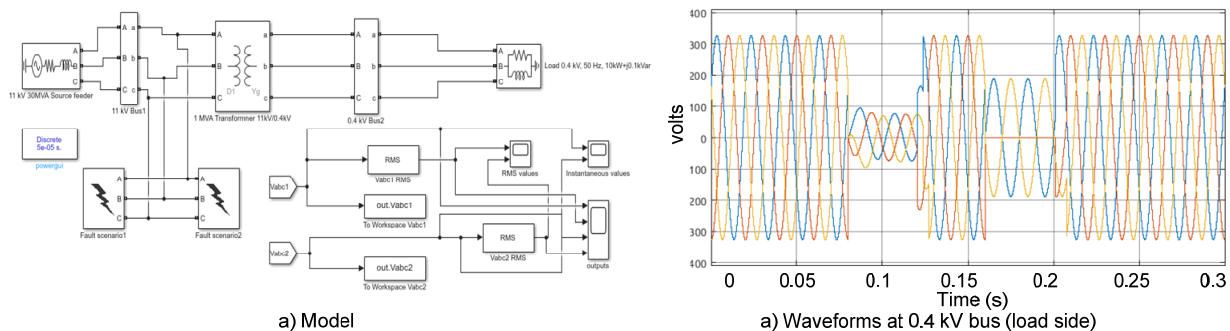 A
B
C
11 kV 30MVA Source feeder
A
B
C
a
b
c
11 kV Bus1
A
B
C
D1
Yg
a
b
c
1 MVA Transformner 11kV/0.4kV
A
B
C
a
b
c
0.4 kV Bus2
A
B
C
Load 0.4 kV, 50 Hz, 10kW+j0.1kVar
Discrete
5e-05 s.
powergui
A
B
C
Fault scenario1
A
B
C
Fault scenario2
Vabc1
RMS
Vabc1 RMS
out.Vabc1
To Workspace Vabc1
RMS values
Instantaneous values
Vabc2
RMS
Vabc2 RMS
out.Vabc2
To Workspace Vabc2
outputs
a) Model
400
300
200
100
0
100
200
300
400
volts
0
0.05
0.10
0.15
0.2
0.25
0.3
Time (s)
a) Waveforms at 0.4 kV bus (load side)